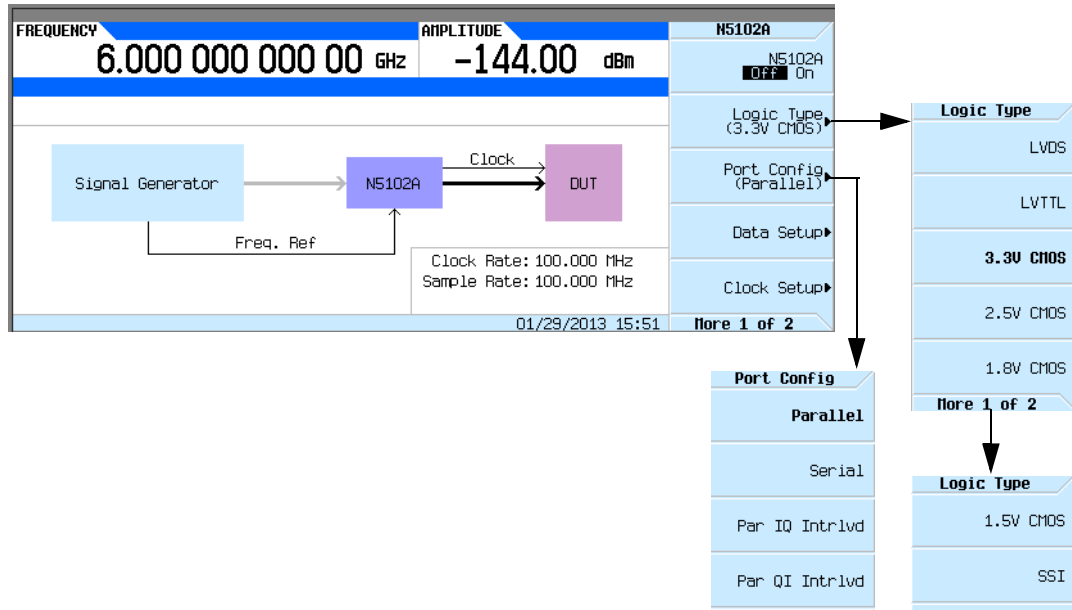 FREQUENCY
6.000 000 000 00 GHz
AMPLITUDE
-144.00 dBm
Signal Generator
N5102A
Clock
DUT
Freq. Ref
Clock Rate: 100.000 MHz
Sample Rate: 100.000 MHz
01/29/2013 15:51
N5102A
N5102A
Off On
Logic Type
(3.3V CMOS)
Port Config
(Parallel)
Data Setup
Clock Setup
More 1 of 2
Logic Type
LVDS
LVTTL
3.3V CMOS
2.5V CMOS
1.8V CMOS
More 1 of 2
Port Config
Parallel
Serial
Par IQ Intrlvd
Par QI Intrlvd
Logic Type
1.5V CMOS
SSI